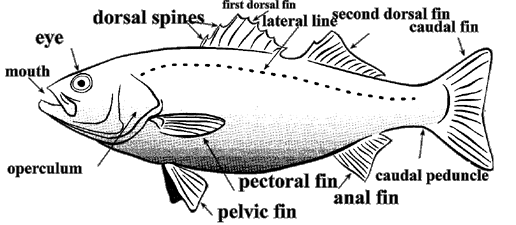 first dorsal fin
dorsal spines
lateral line
second dorsal fin
caudal fin
eye
mouth
operculum
pectoral fin
caudal peduncle
anal fin
pelvic fin